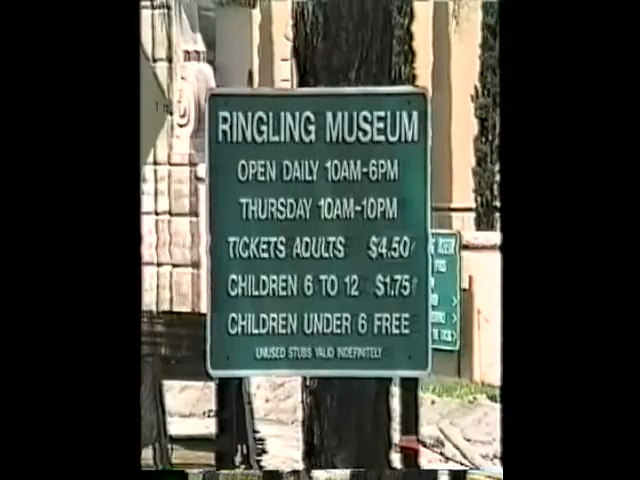 RINGLING MUSEUM
OPEN DAILY 10AM-6PM
THURSDAY 10AM-10PM
TICKETS ADULTS $4.50
CHILDREN 6 TO 12 $1.75
CHILDREN UNDER 6 FREE
UNUSED STUBS VALID INDEFINITELY